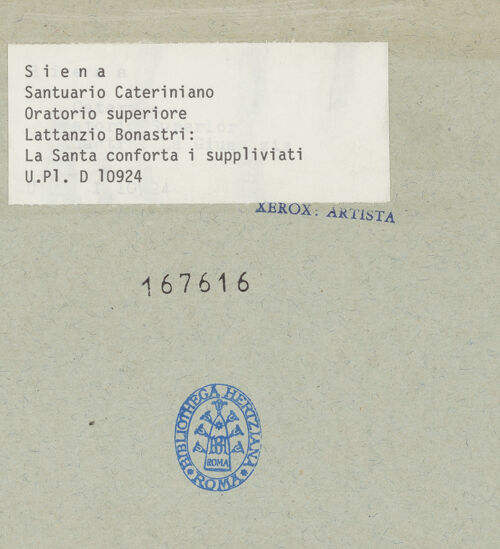 S i e n a
Santuario Cateriniano
Oratorio superiore
Lattanzio Bonastri:
La Santa conforta i suppliviati
U.Pl. D 10924
XEROX: ARTISTA
167616
BIBLIOTHECA HERTZIANA
ROMA
ROMA